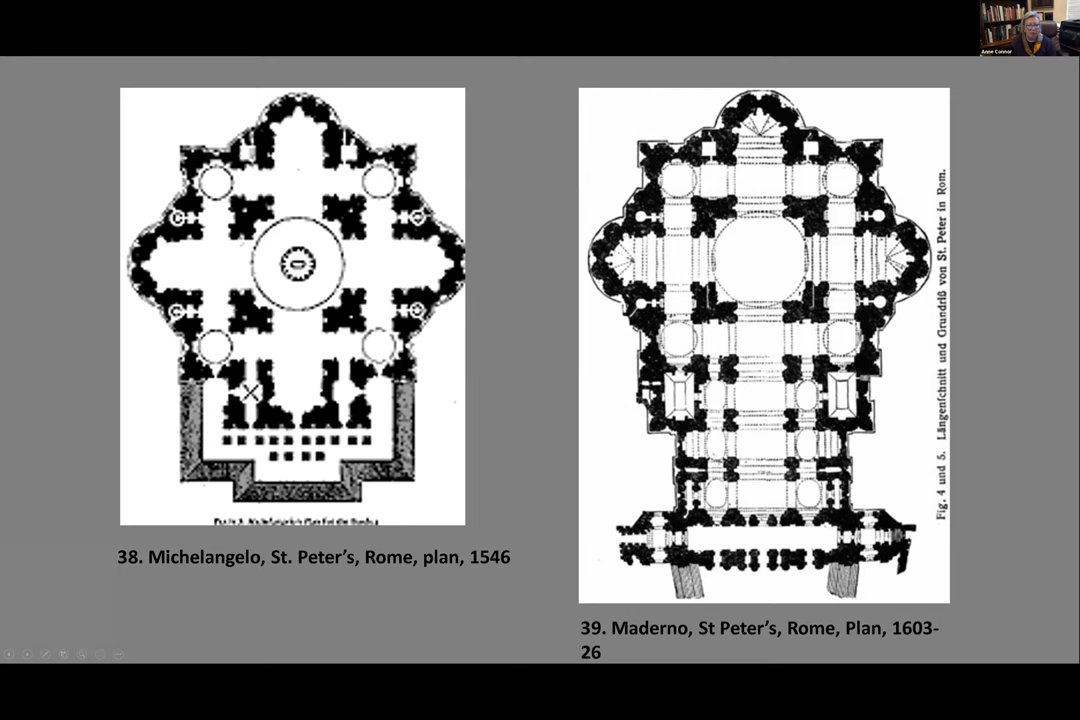 Anne Connor
Fig. 4 und 5. Längenſchnitt und Grundriß von St. Peter in Rom.
38. Michelangelo, St. Peter’s, Rome, plan, 1546
39. Maderno, St Peter’s, Rome, Plan, 1603-
26